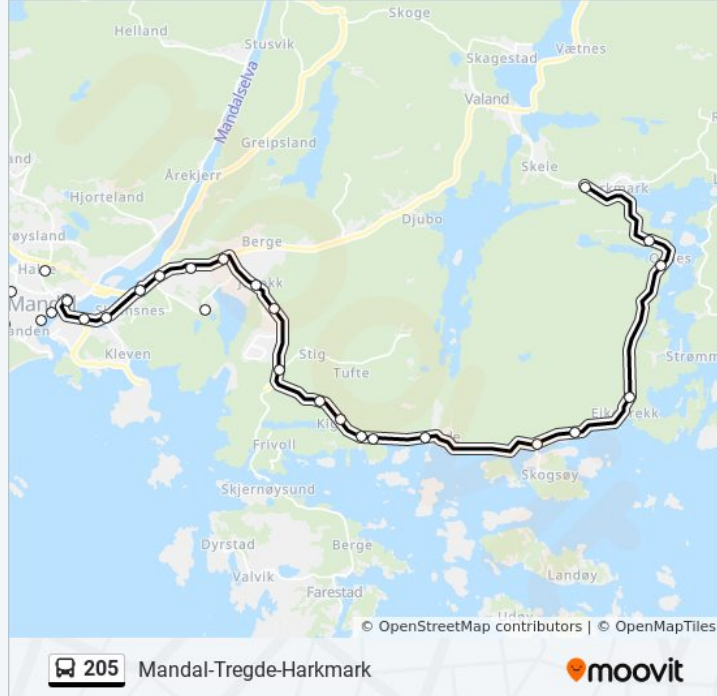 Helland
Skoge
Stusvik
Skagestad
Vætnes
Mandalselva
Valand
Greipsland
Årekjerr
Skeie
Hjorteland
Djubo
Berge
Mandal
Kleven
Stig
Tufte
Frivoll
Skjernøysund
Skogsøy
Dyrstad
Berge
Valvik
Farestad
Landøy
© OpenStreetMap contributors | © OpenMapTiles
205 Mandal-Tregde-Harkmark
moovit